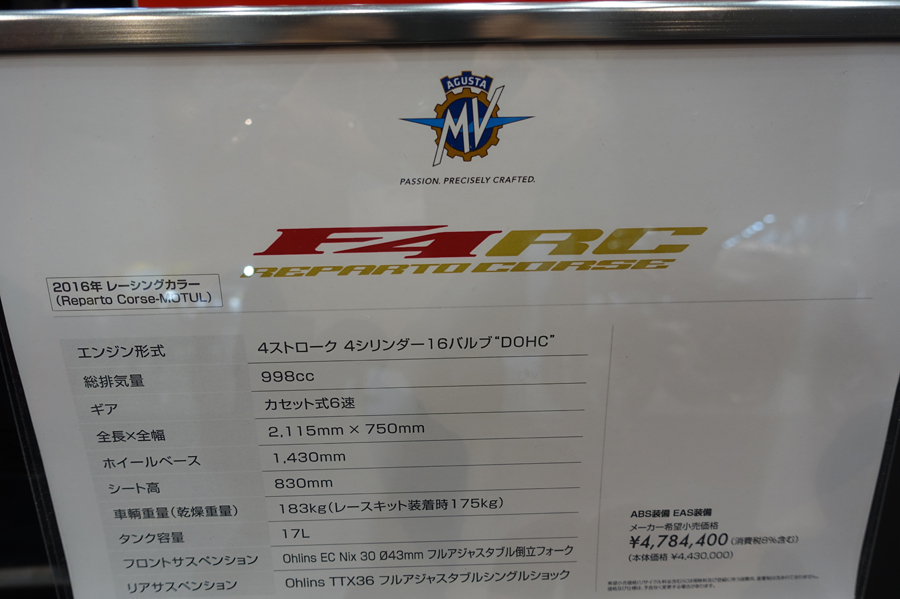 AGUSTA
MV
PASSION. PRECISELY CRAFTED.
F4RC
REPARTO CORSE
2016年 レーシングカラー
(Reparto Corse-MOTUL)
エンジン形式 4ストローク 4シリンダー16バルブ“DOHC”
総排気量 998cc
ギア カセット式6速
全長×全幅 2,115mm × 750mm
ホイールベース 1,430mm
シート高 830mm
車輌重量(乾燥重量) 183kg(レースキット装着時175kg)
タンク容量 17L
フロントサスペンション Ohlins EC Nix 30 Ø43mm フルアジャスタブル倒立フォーク
リアサスペンション Ohlins TTX36 フルアジャスタブルシングルショック
ABS装備 EAS装備
メーカー希望小売価格
¥4,784,400(消費税8%含む)
(本体価格 ¥4,430,000)